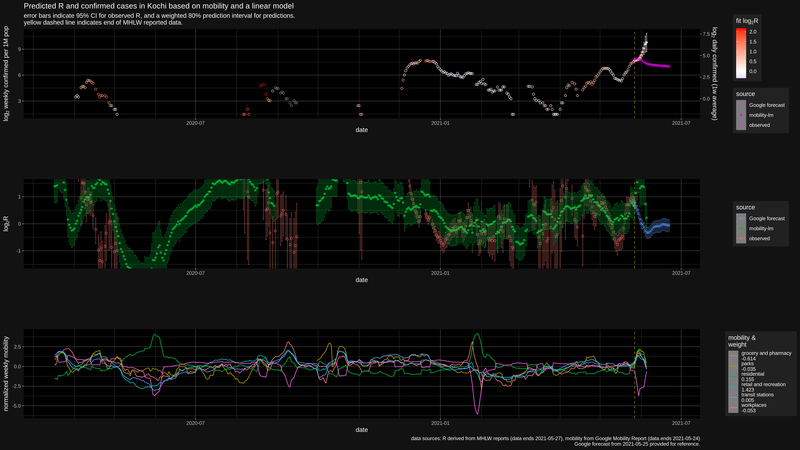 Predicted R and confirmed cases in Kochi based on mobility and a linear model
error bars indicate 95% CI for observed R, and a weighted 80% prediction interval for predictions.
yellow dashed line indicates end of MHLW reported data.
log₂ weekly confirmed per 1M pop
9
6
3
7.5
5.0
2.5
0.0
log₂ daily confirmed (1w average)
2020-07
2021-01
2021-07
date
fit log₂R
2.0
1.5
1.0
0.5
0.0
source
Google forecast
mobility-lm
observed
log₂R
1
0
-1
2020-07
2021-01
2021-07
date
source
Google forecast
mobility-lm
observed
normalized weekly mobility
2.5
0.0
-2.5
-5.0
2020-07
2021-01
2021-07
date
mobility &
weight
grocery and pharmacy
-0.614
parks
-0.035
residential
0.155
retail and recreation
1.423
transit stations
0.005
workplaces
-0.053
data sources: R derived from MHLW reports (data ends 2021-05-27), mobility from Google Mobility Report (data ends 2021-05-24)
Google forecast from 2021-05-25 provided for reference.